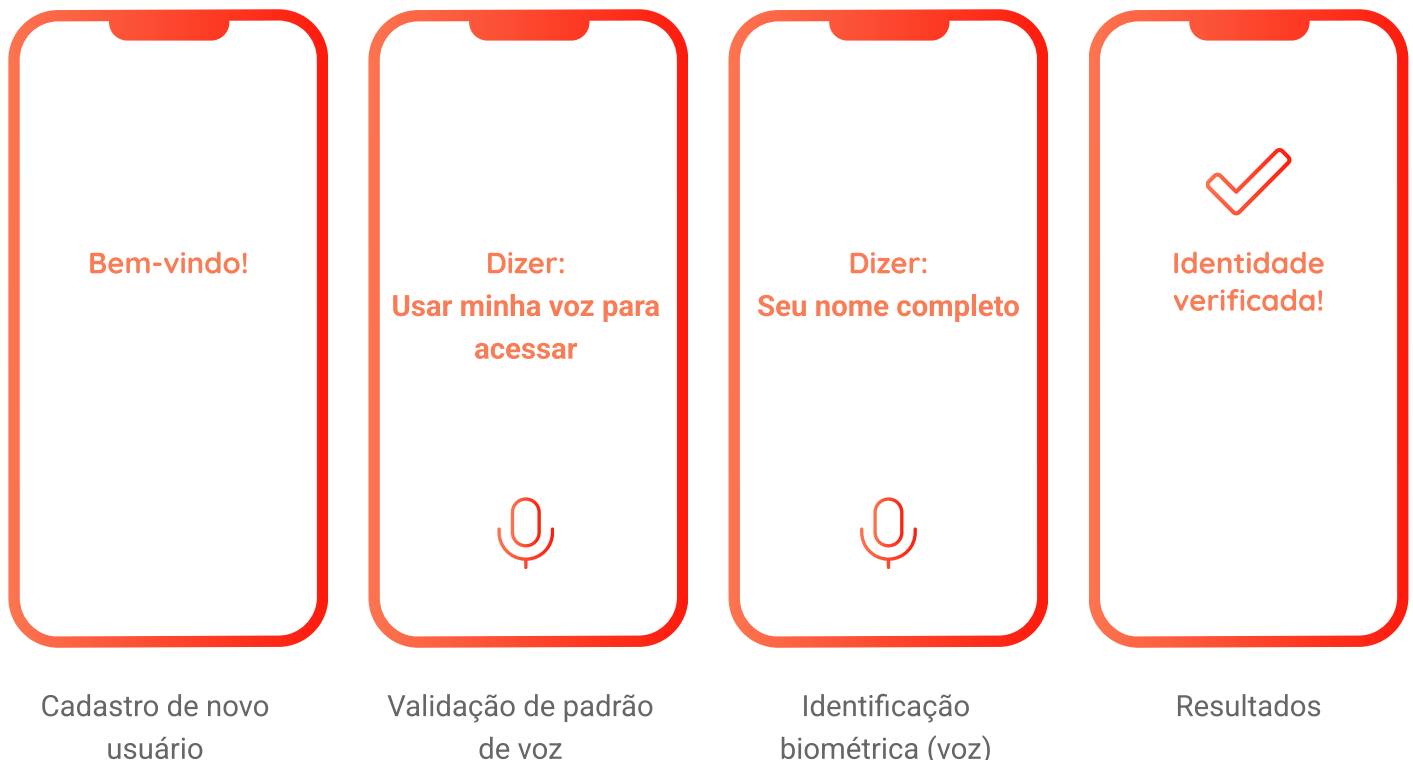 Bem-vindo!
Cadastro de novo
usuário
Dizer:
Usar minha voz para
acessar
Validação de padrão
de voz
Dizer:
Seu nome completo
Identificação
biométrica (voz)
Identidade
verificada!
Resultados